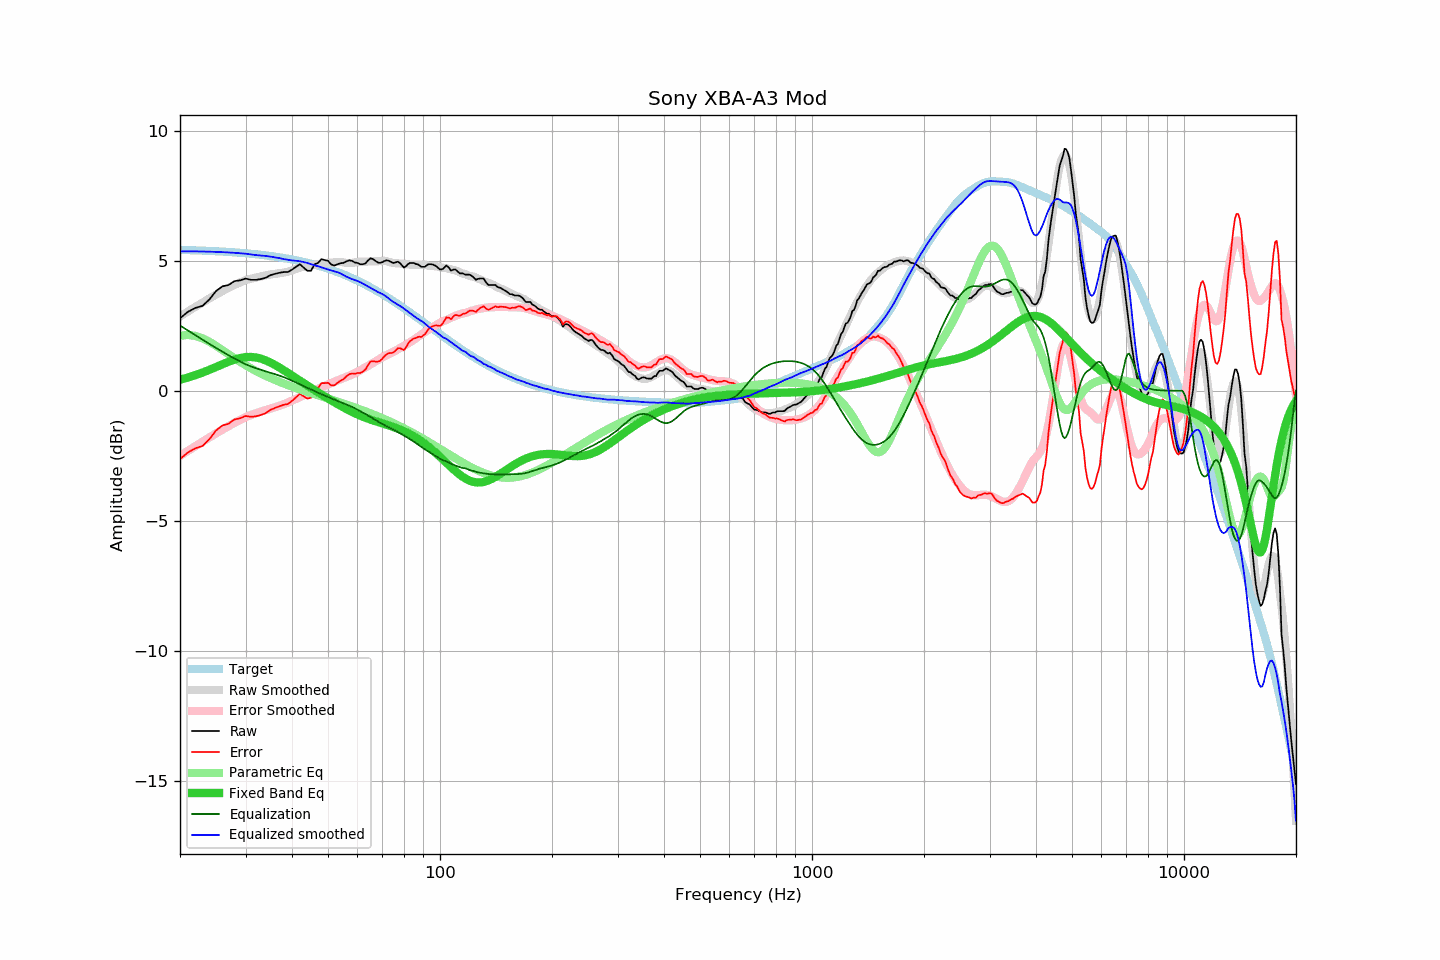 Sony XBA-A3 Mod
10
5
0
−5
−10
−15
Amplitude (dBr)
Target
Raw Smoothed
Error Smoothed
Raw
Error
Parametric Eq
Fixed Band Eq
Equalization
Equalized smoothed
100
1000
10000
Frequency (Hz)